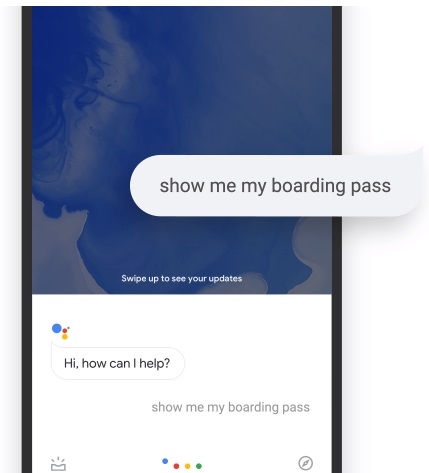 show me my boarding pass
Swipe up to see your updates
Hi, how can I help?
show me my boarding pass